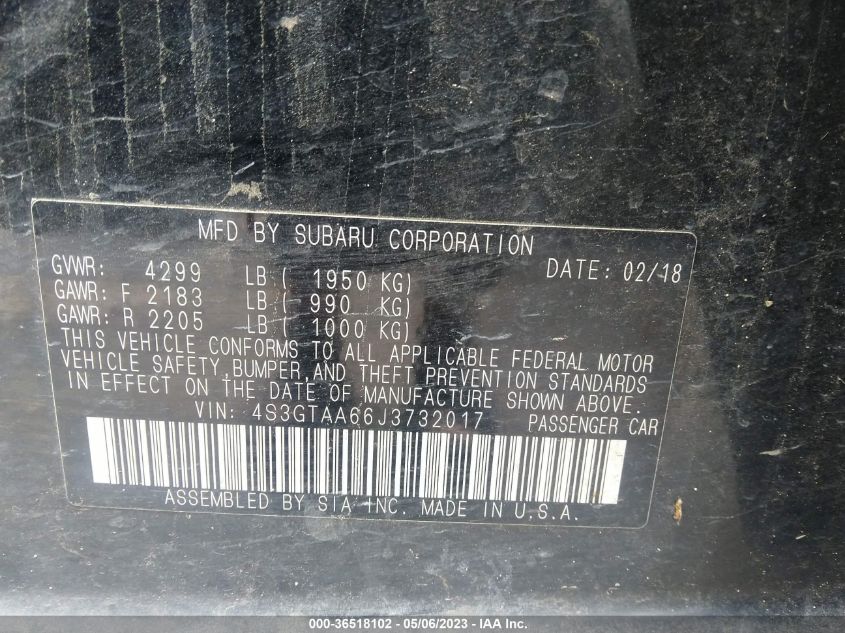 MFD BY SUBARU CORPORATION
GVWR: 4299 LB ( 1950 KG) DATE: 02/18
GAWR: F 2183 LB ( 990 KG)
GAWR: R 2205 LB ( 1000 KG)
THIS VEHICLE CONFORMS TO ALL APPLICABLE FEDERAL MOTOR
VEHICLE SAFETY, BUMPER, AND THEFT PREVENTION STANDARDS
IN EFFECT ON THE DATE OF MANUFACTURE SHOWN ABOVE.
VIN: 4S3GTAA66J3732017 PASSENGER CAR
ASSEMBLED BY SIA INC. MADE IN U.S.A.
000-36518102 - 05/06/2023 - IAA Inc.